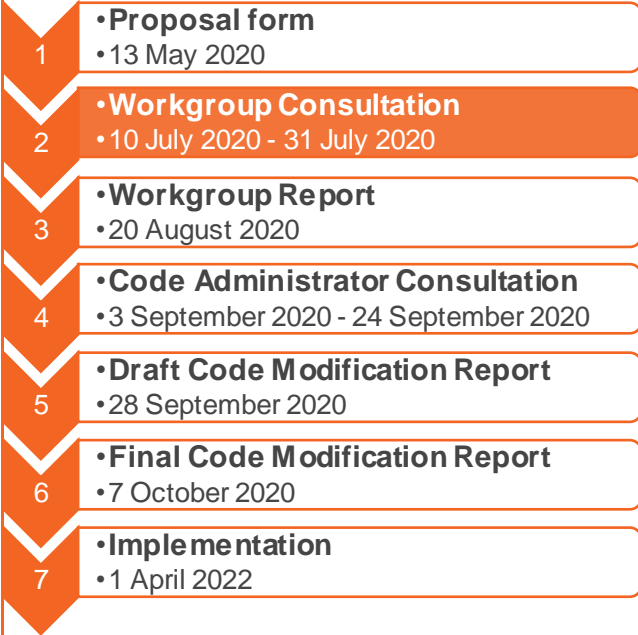 1
•Proposal form
•13 May 2020
2
•Workgroup Consultation
•10 July 2020 - 31 July 2020
3
•Workgroup Report
•20 August 2020
4
•Code Administrator Consultation
•3 September 2020 - 24 September 2020
5
•Draft Code Modification Report
•28 September 2020
6
•Final Code Modification Report
•7 October 2020
7
•Implementation
•1 April 2022